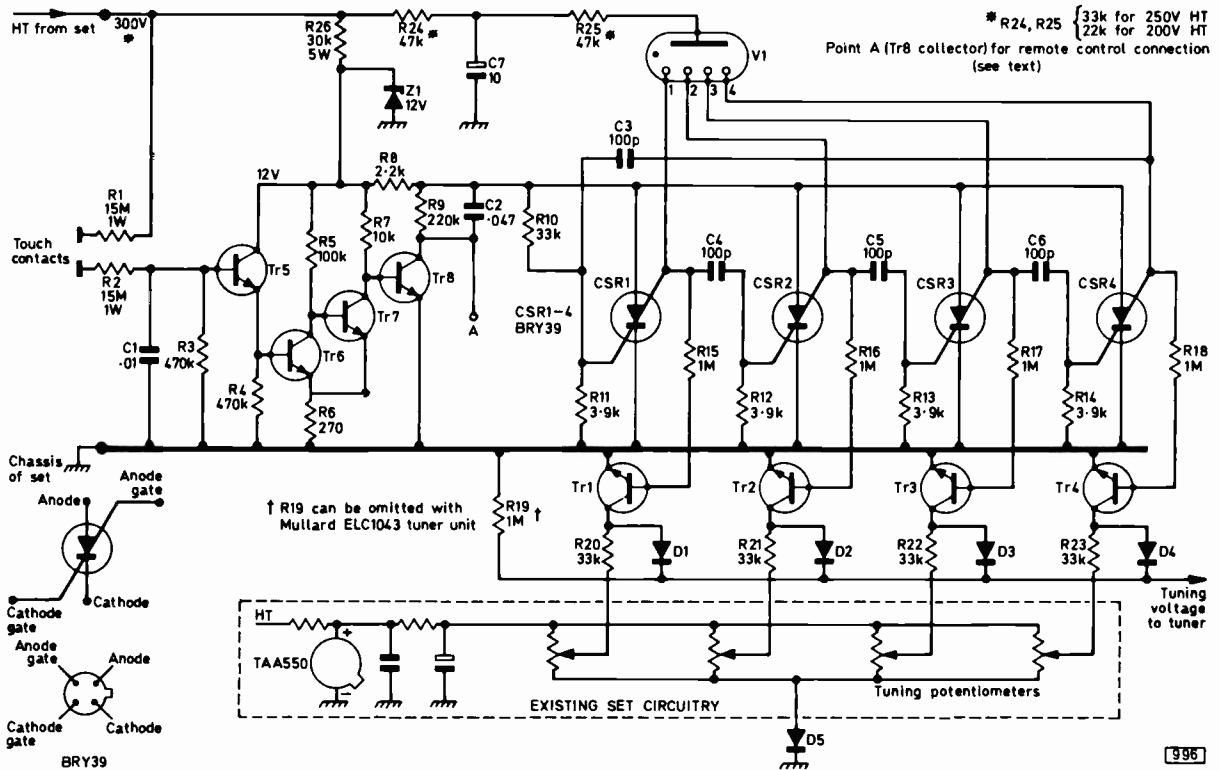 HT from set
300V
*
R26
30k
5W
R24
47k *
R25
47k *
C7
10
Z1
12V
V1
1 2 3 4
* R24, R25 { 33k for 250V HT
22k for 200V HT
Point A (Tr8 collector) for remote control connection
(see text)
C3
100p
R1
15M
1W
Touch
contacts
R2
15M
1W
12V
R8
2·2k
R5
100k
R7
10k
R9
220k
C2
·047
R10
33k
Tr5
Tr6
Tr7
Tr8
A
C1
·01
R3
470k
R4
470k
R6
270
CSR1-4
BRY39
CSR1
C4
100p
CSR2
C5
100p
CSR3
C6
100p
CSR4
R15
1M
R16
1M
R17
1M
R18
1M
R11
3·9k
R12
3·9k
R13
3·9k
R14
3·9k
Chassis
of set
Anode
Anode
gate
Cathode
gate
Cathode
Anode
gate
Anode
Cathode
gate
Cathode
BRY39
† R19 can be omitted with
Mullard ELC1043 tuner unit
R19
1M †
Tr1
Tr2
Tr3
Tr4
R20
33k
D1
R21
33k
D2
R22
33k
D3
R23
33k
D4
Tuning
voltage
to tuner
HT
TAA550
+
-
Tuning potentiometers
EXISTING SET CIRCUITRY
D5
996